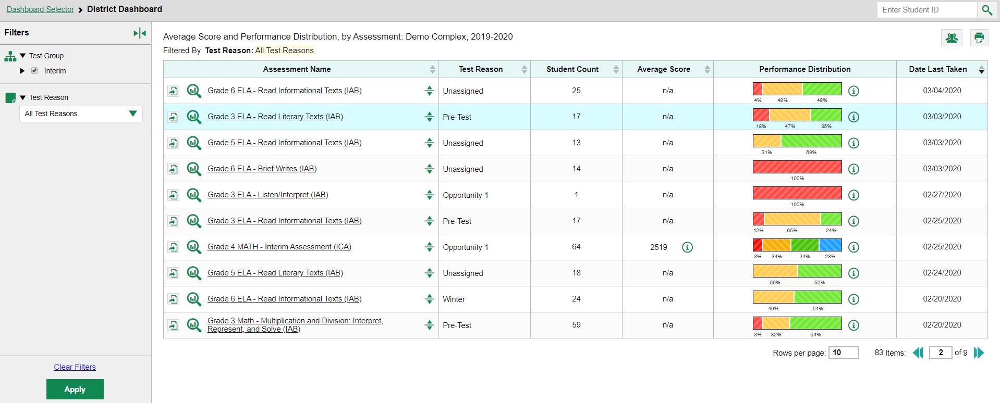 Dashboard Selector > District Dashboard
Enter Student ID
Filters
Test Group
Interim
Test Reason
All Test Reasons
Clear Filters
Apply
Average Score and Performance Distribution, by Assessment: Demo Complex, 2019-2020
Filtered By Test Reason: All Test Reasons
Assessment Name Test Reason Student Count Average Score Performance Distribution Date Last Taken
Grade 6 ELA - Read Informational Texts (IAB) Unassigned 25 n/a 03/04/2020
4% 48% 48%
Grade 3 ELA - Read Literary Texts (IAB) Pre-Test 17 n/a 03/03/2020
18% 47% 35%
Grade 5 ELA - Read Informational Texts (IAB) Unassigned 13 n/a 03/03/2020
31% 69%
Grade 6 ELA - Brief Writes (IAB) Unassigned 14 n/a 03/03/2020
100%
Grade 3 ELA - Listen/Interpret (IAB) Opportunity 1 1 n/a 02/27/2020
100%
Grade 3 ELA - Read Informational Texts (IAB) Pre-Test 17 n/a 02/25/2020
12% 65% 24%
Grade 4 MATH - Interim Assessment (ICA) Opportunity 1 64 2519 02/25/2020
3% 34% 34% 28%
Grade 5 ELA - Read Literary Texts (IAB) Unassigned 18 n/a 02/24/2020
50% 50%
Grade 6 ELA - Read Informational Texts (IAB) Winter 24 n/a 02/20/2020
46% 54%
Grade 3 Math - Multiplication and Division: Interpret,
Represent, and Solve (IAB) Pre-Test 59 n/a 02/20/2020
3% 32% 64%
Rows per page: 10 83 Items: 2 of 9